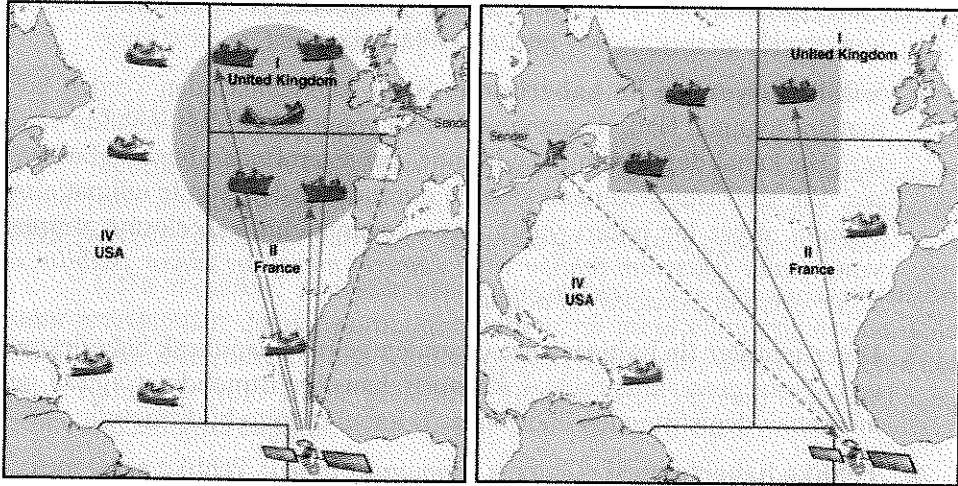 I
United Kingdom
Sender
IV
USA
II
France
I
United Kingdom
Sender
II
France
IV
USA